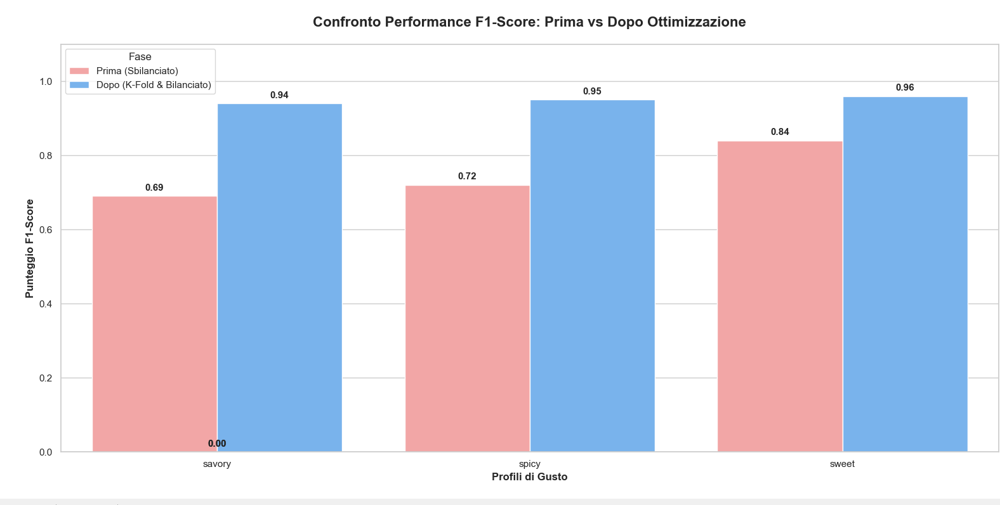 Confronto Performance F1-Score: Prima vs Dopo Ottimizzazione
Fase
Prima (Sbilanciato)
Dopo (K-Fold & Bilanciato)
Punteggio F1-Score
1.0
0.8
0.6
0.4
0.2
0.0
0.69
0.94
0.72
0.95
0.84
0.96
0.00
savory
spicy
sweet
Profili di Gusto